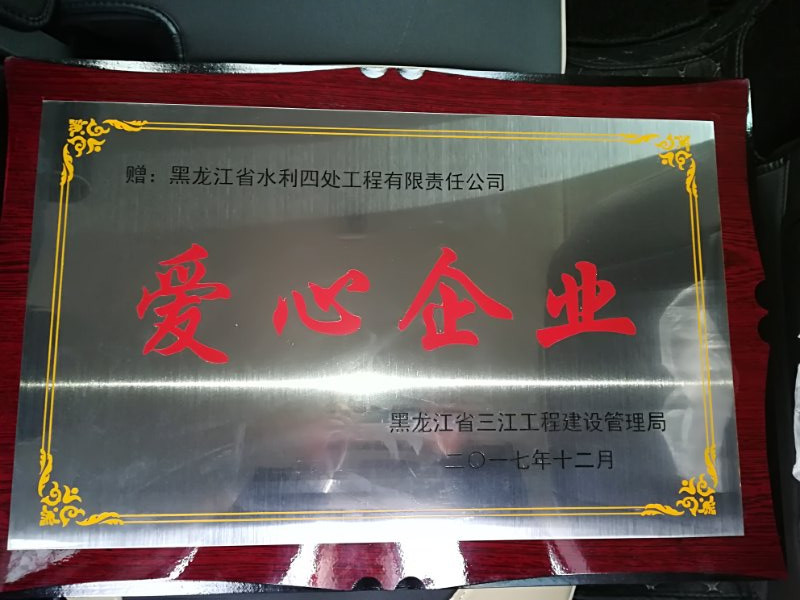 赠：黑龙江省水利四处工程有限责任公司
爱心企业
黑龙江省三江工程建设管理局
二〇一七年十二月